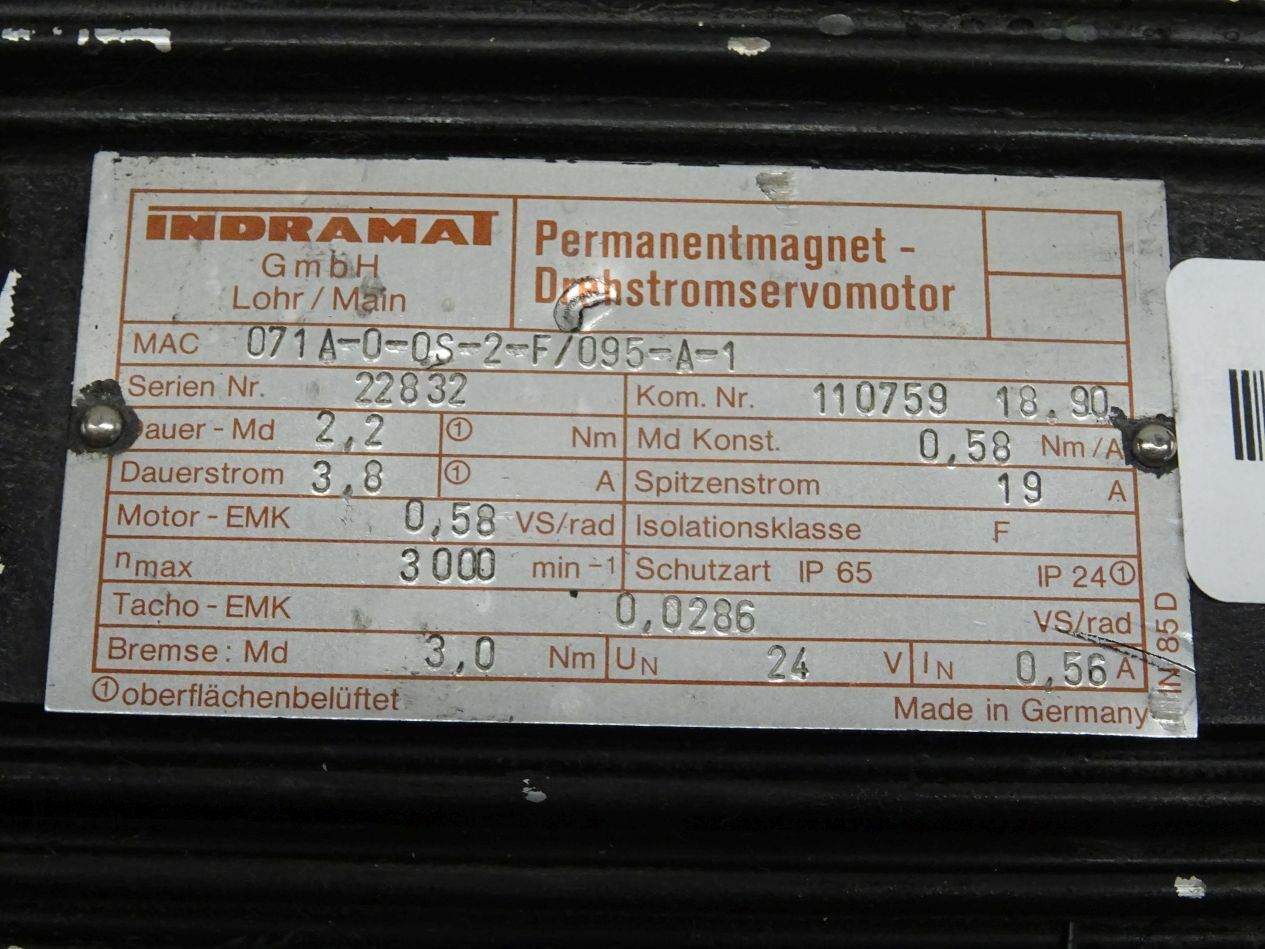 INDRAMAT
GmbH
Lohr / Main
Permanentmagnet -
Drehstromservomotor
MAC 071A-0-0S-2-F/095-A-1
Serien Nr. 22832 Kom. Nr. 110759 18.90
Dauer - Md 2,2 ① Nm Md Konst. 0,58 Nm/A
Dauerstrom 3,8 ① A Spitzenstrom 19 A
Motor - EMK 0,58 VS/rad Isolationsklasse F
nmax 3000 min -1 Schutzart IP 65 IP 24①
Tacho - EMK 0,0286 VS/rad
Bremse : Md 3,0 Nm UN 24 V IN 0,56 A
①oberflächenbelüftet
Made in Germany
IN 85D